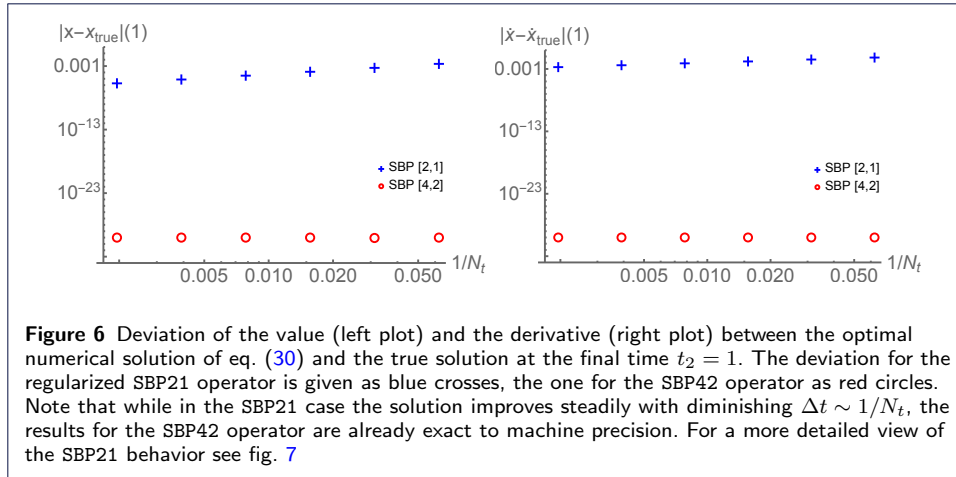 |x−x_true|(1)
0.001
10^-13
10^-23
+ SBP [2,1]
○ SBP [4,2]
0.005 0.010 0.020 0.050
1/N_t
|ẋ−ẋ_true|(1)
0.001
10^-13
10^-23
+ SBP [2,1]
○ SBP [4,2]
0.005 0.010 0.020 0.050
1/N_t
Figure 6 Deviation of the value (left plot) and the derivative (right plot) between the optimal
numerical solution of eq. (30) and the true solution at the final time t_2 = 1. The deviation for the
regularized SBP21 operator is given as blue crosses, the one for the SBP42 operator as red circles.
Note that while in the SBP21 case the solution improves steadily with diminishing Δt ∼ 1/N_t, the
results for the SBP42 operator are already exact to machine precision. For a more detailed view of
the SBP21 behavior see fig. 7